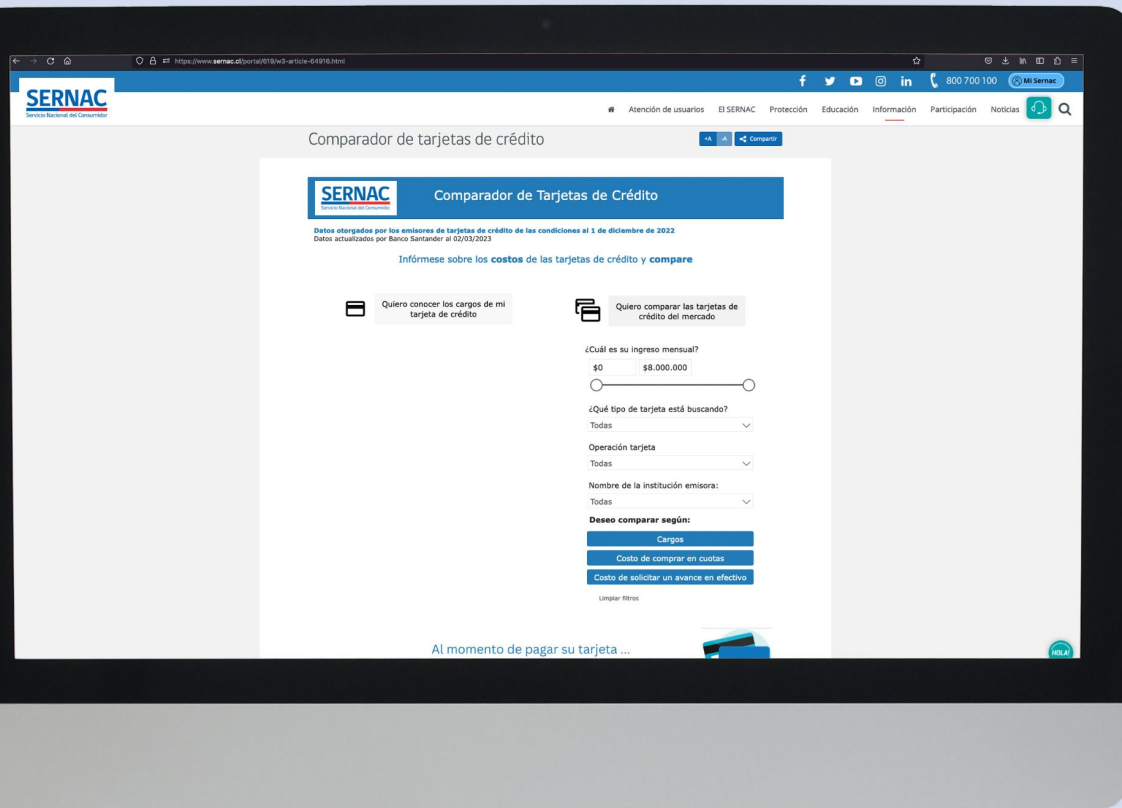 https://www.sernac.cl/portal/619/w3-article-64916.html
800 700 100
Mi Sernac
SERNAC
Servicio Nacional del Consumidor
Atención de usuarios El SERNAC Protección Educación Información Participación Noticias
Comparador de tarjetas de crédito
+A -A Compartir
SERNAC
Servicio Nacional del Consumidor
Comparador de Tarjetas de Crédito
Datos otorgados por los emisores de tarjetas de crédito de las condiciones al 1 de diciembre de 2022
Datos actualizados por Banco Santander al 02/03/2023
Infórmese sobre los costos de las tarjetas de crédito y compare
Quiero conocer los cargos de mi
tarjeta de crédito
Quiero comparar las tarjetas de
crédito del mercado
¿Cuál es su ingreso mensual?
$0 $8.000.000
¿Qué tipo de tarjeta está buscando?
Todas
Operación tarjeta
Todas
Nombre de la institución emisora:
Todas
Deseo comparar según:
Cargos
Costo de comprar en cuotas
Costo de solicitar un avance en efectivo
Limpiar filtros
Al momento de pagar su tarjeta ...
HOLA!